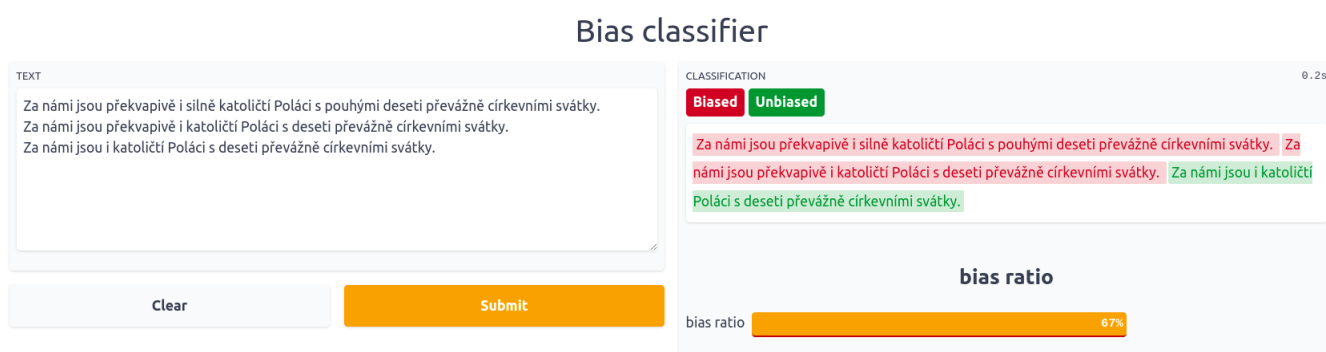 Bias classifier
TEXT
Za námi jsou překvapivě i silně katoličtí Poláci s pouhými deseti převážně církevními svátky.
Za námi jsou překvapivě i katoličtí Poláci s deseti převážně církevními svátky.
Za námi jsou i katoličtí Poláci s deseti převážně církevními svátky.
Clear
Submit
CLASSIFICATION
0.2s
Biased Unbiased
Za námi jsou překvapivě i silně katoličtí Poláci s pouhými deseti převážně církevními svátky. Za
námi jsou překvapivě i katoličtí Poláci s deseti převážně církevními svátky. Za námi jsou i katoličtí
Poláci s deseti převážně církevními svátky.
bias ratio
bias ratio 67%